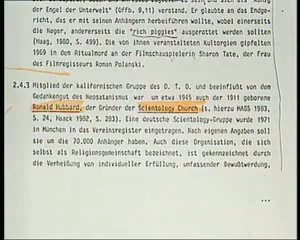 den Engel der Unterwelt" (Offb. 9,11) verstand. Er glaubte an das Endge-
richt, das er mit seinen Anhängern herbeiführen wollte, wobei einerseits
die Neger, andererseits die "rich piggies" ausgerottet werden sollten
(Haag, 1980, S. 499). Die von ihnen veranstalteten Kultorgien gipfelten
1969 in dem Ritualmord an der Filmschauspielerin Sharon Tate, der Frau
des Filmregisseurs Roman Polanski.
2.4.3 Mitglied der kalifornischen Gruppe des O. T. O. und beeinflußt von dem
Gedankengut des Neosatanismus war um etwa 1945 auch der 1911 geborene
Ronald Hubbard, der Gründer der Scientology Church (s. hierzu HAGS 1983,
S. 24, Haack 1982, S. 203). Eine deutsche Scientology-Gruppe wurde
1971 in München in das Vereinsregister eingetragen. Nach eigenen Angaben soll
sie um die 70.000 Anhänger haben. Auch diese Organisation, die sich
selbst als Religionsgemeinschaft bezeichnet, ist gekennzeichnet durch
die Verheißung von individueller Erfüllung, umfassender Bewußtwerdung,
...